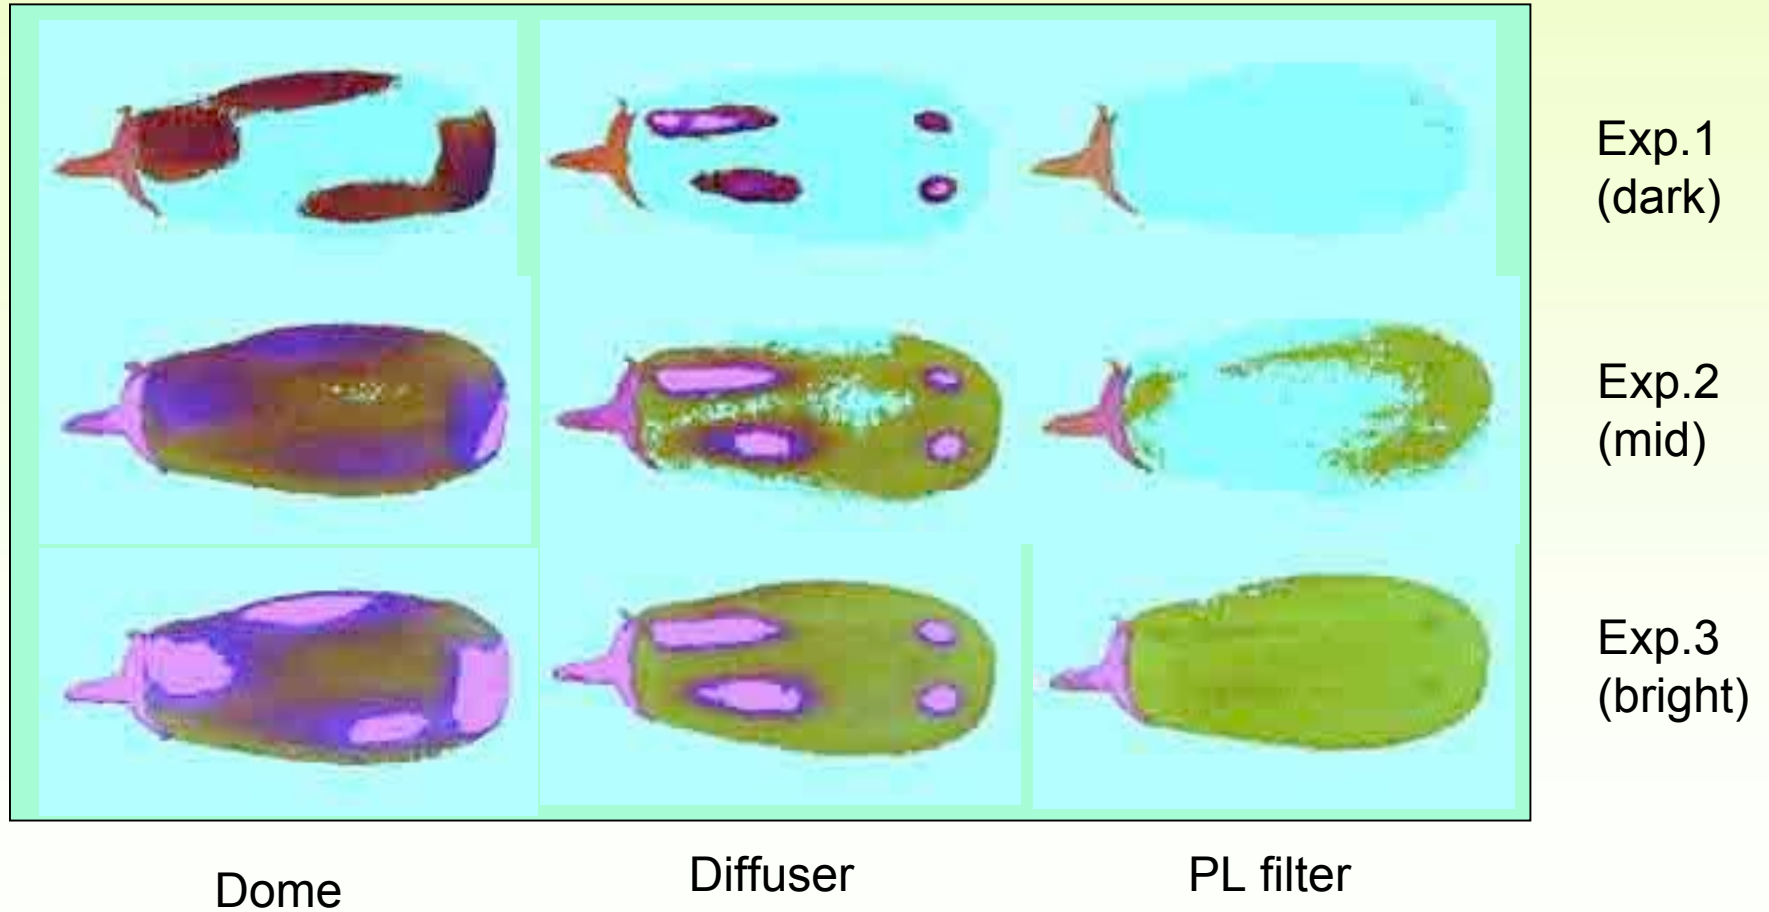 Exp.1
(dark)
Exp.2
(mid)
Exp.3
(bright)
Dome
Diffuser
PL filter